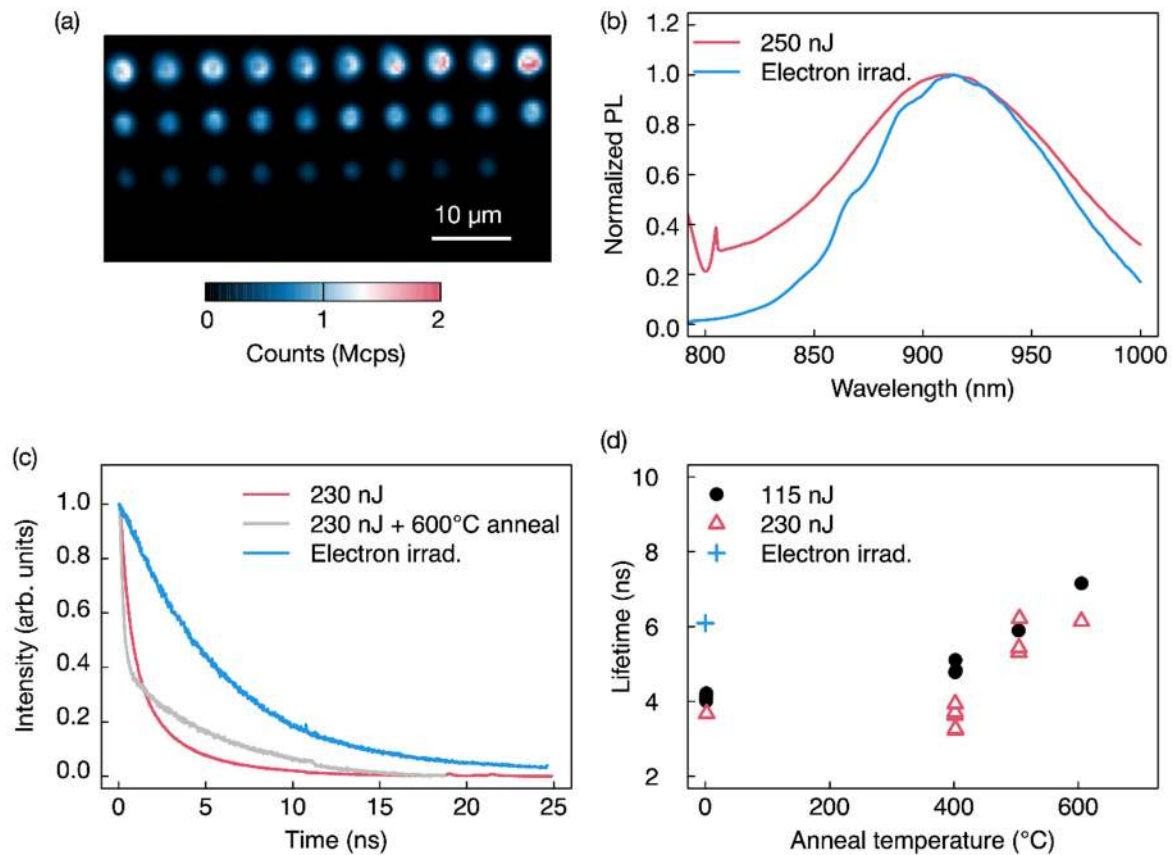 (a)
10 µm
0 1 2
Counts (Mcps)
(b)
250 nJ
Electron irrad.
Normalized PL
1.2
1.0
0.8
0.6
0.4
0.2
0.0
800 850 900 950 1000
Wavelength (nm)
(c)
230 nJ
230 nJ + 600°C anneal
Electron irrad.
Intensity (arb. units)
1.0
0.8
0.6
0.4
0.2
0.0
0 5 10 15 20 25
Time (ns)
(d)
115 nJ
230 nJ
Electron irrad.
Lifetime (ns)
10
8
6
4
2
0 200 400 600
Anneal temperature (°C)